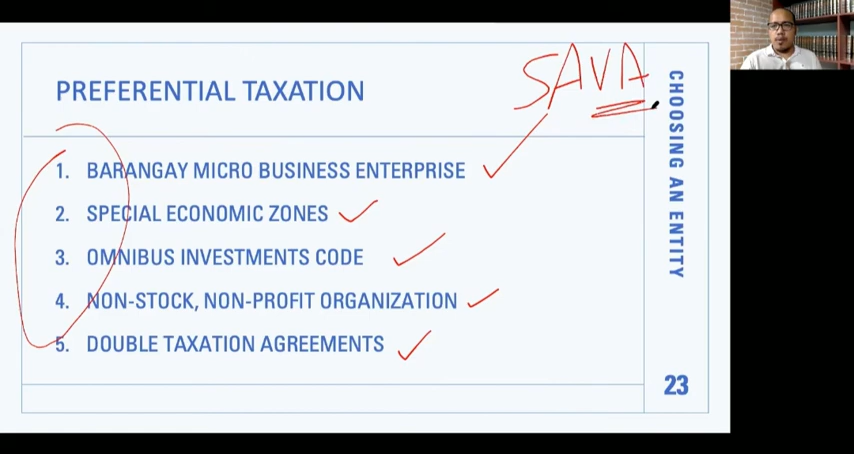 PREFERENTIAL TAXATION
SAVA
1. BARANGAY MICRO BUSINESS ENTERPRISE
2. SPECIAL ECONOMIC ZONES
3. OMNIBUS INVESTMENTS CODE
4. NON-STOCK, NON-PROFIT ORGANIZATION
5. DOUBLE TAXATION AGREEMENTS
CHOOSING AN ENTITY
23